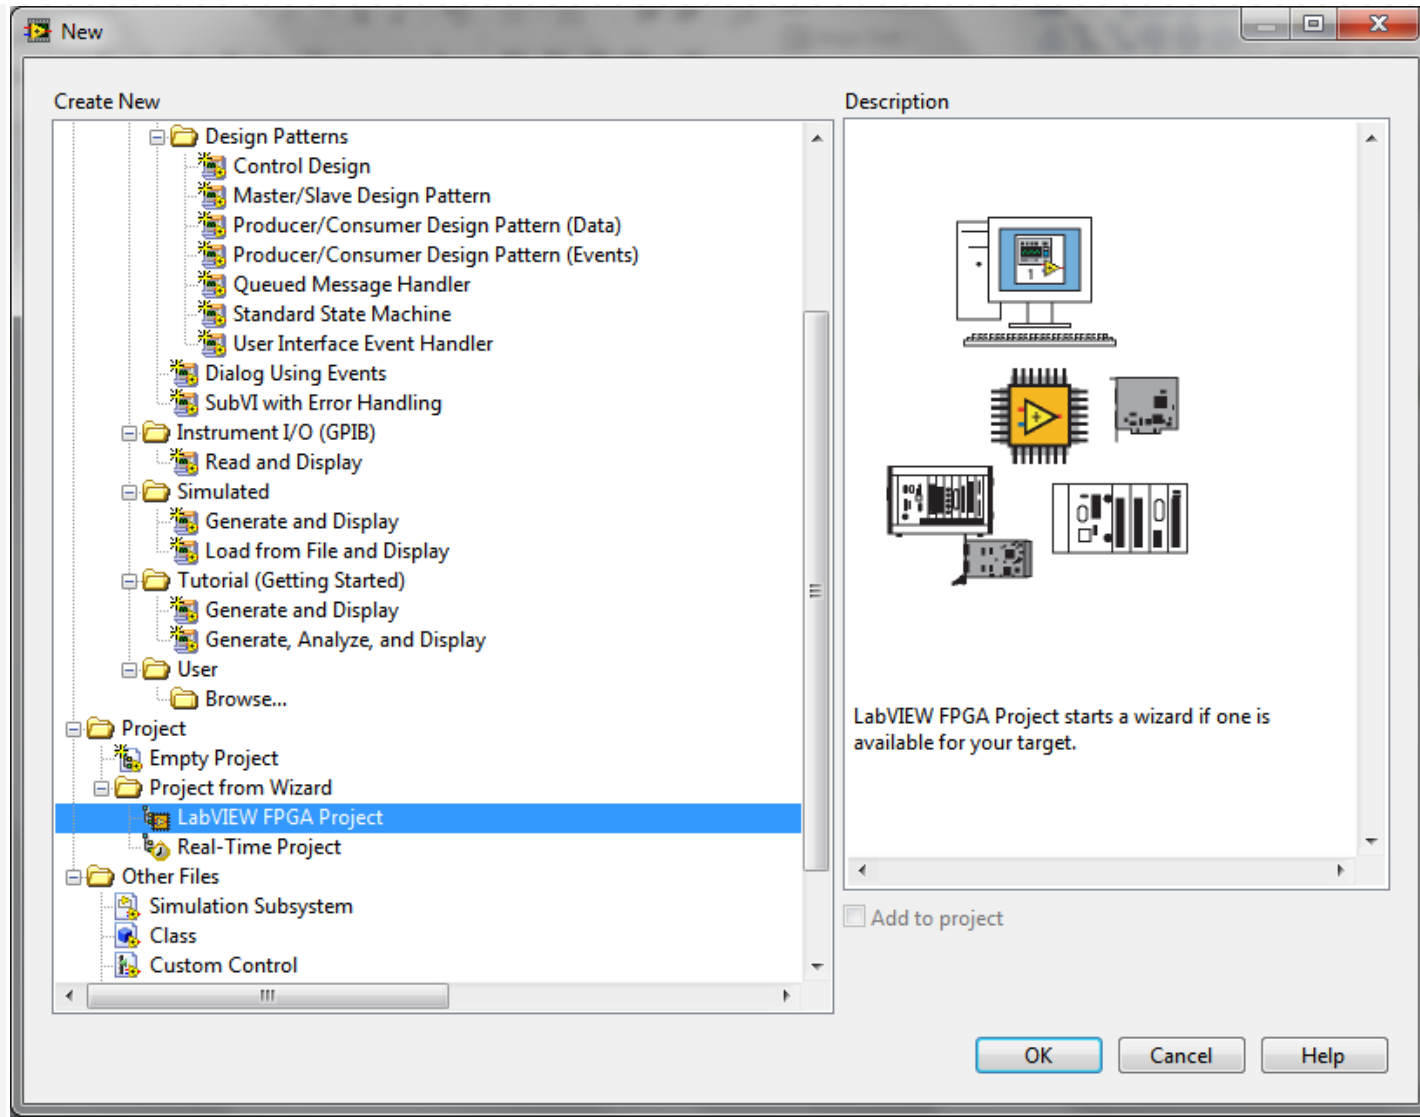 New
Create New
Description
Design Patterns
Control Design
Master/Slave Design Pattern
Producer/Consumer Design Pattern (Data)
Producer/Consumer Design Pattern (Events)
Queued Message Handler
Standard State Machine
User Interface Event Handler
Dialog Using Events
SubVI with Error Handling
Instrument I/O (GPIB)
Read and Display
Simulated
Generate and Display
Load from File and Display
Tutorial (Getting Started)
Generate and Display
Generate, Analyze, and Display
User
Browse...
Project
Empty Project
Project from Wizard
LabVIEW FPGA Project
Real-Time Project
Other Files
Simulation Subsystem
Class
Custom Control
1
LabVIEW FPGA Project starts a wizard if one is
available for your target.
Add to project
OK
Cancel
Help